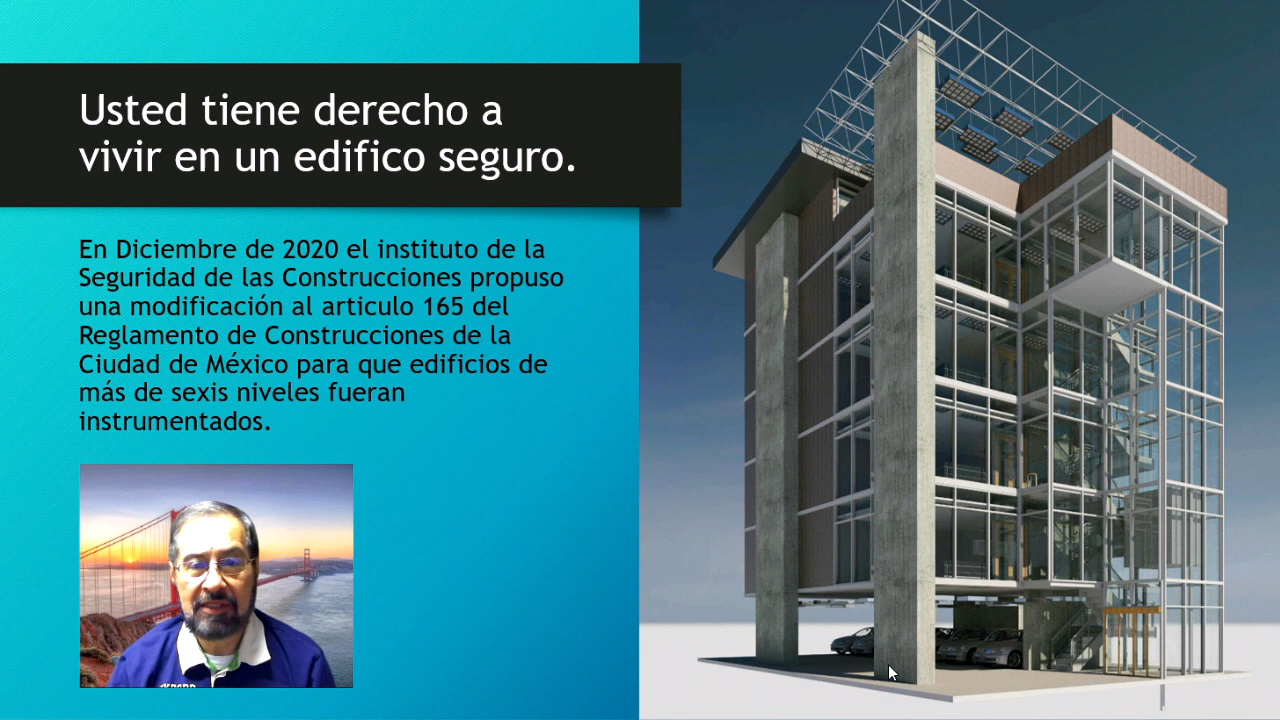 Usted tiene derecho a
vivir en un edifico seguro.
En Diciembre de 2020 el instituto de la
Seguridad de las Construcciones propuso
una modificación al articulo 165 del
Reglamento de Construcciones de la
Ciudad de México para que edificios de
más de sexis niveles fueran
instrumentados.